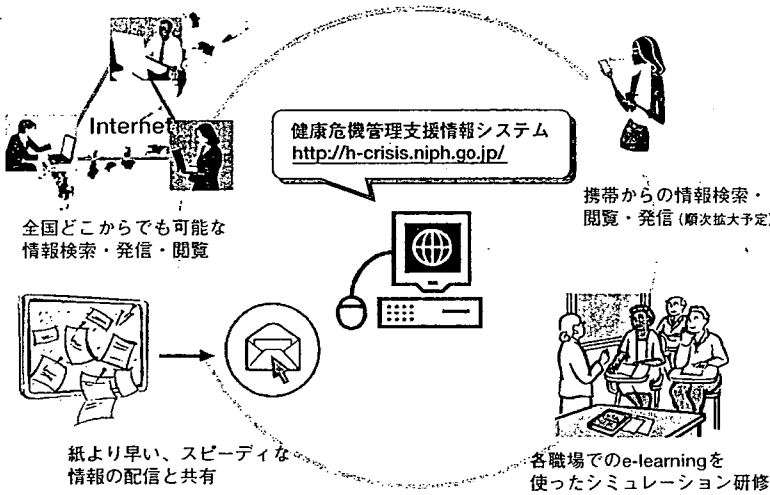 Internet
健康危機管理支援情報システム
http://h-crisis.niph.go.jp/
全国どこからでも可能な
情報検索・発信・閲覧
携帯からの情報検索・
閲覧・発信(順次拡大予定)
紙より早い、スピーディな
情報の配信と共有
各職場でのe-learningを
使ったシミュレーション研修